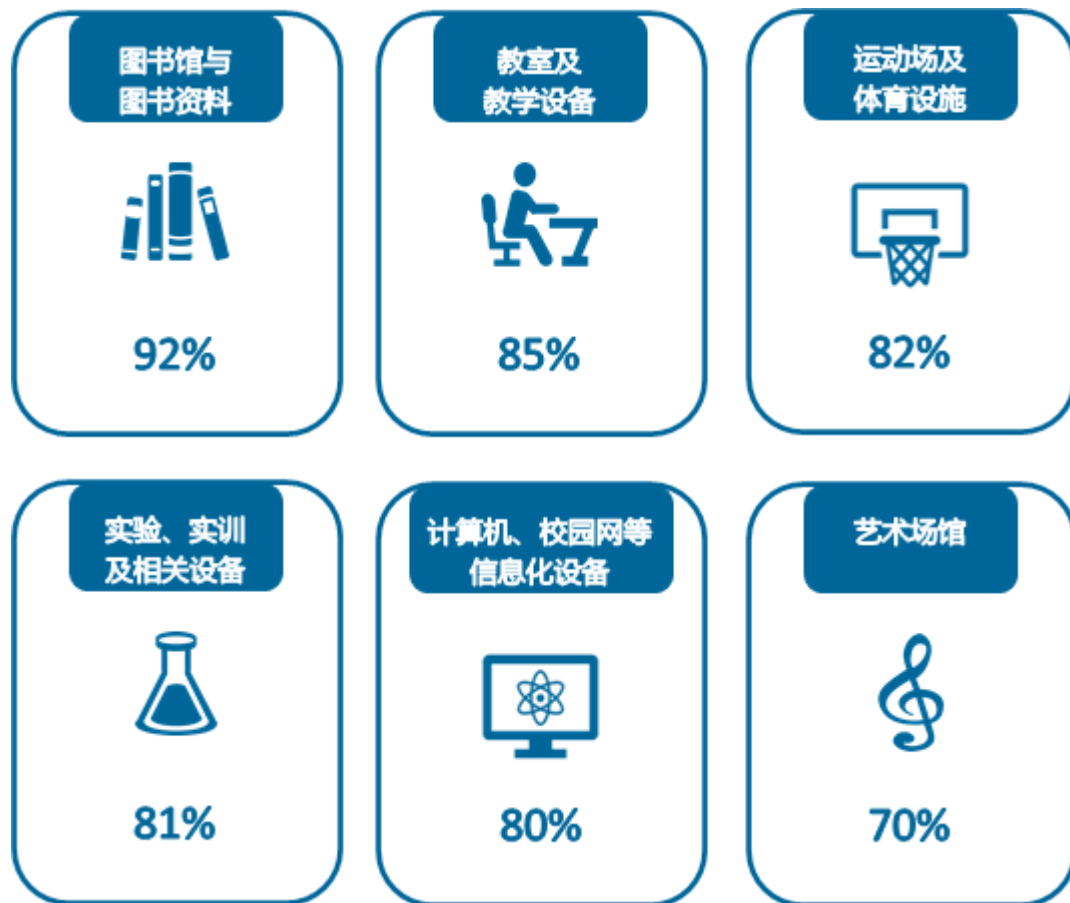 图书馆与
图书资料
92%
教室及
教学设备
85%
运动场及
体育设施
82%
实验、实训
及相关设备
81%
计算机、校园网等
信息化设备
80%
艺术场馆
70%